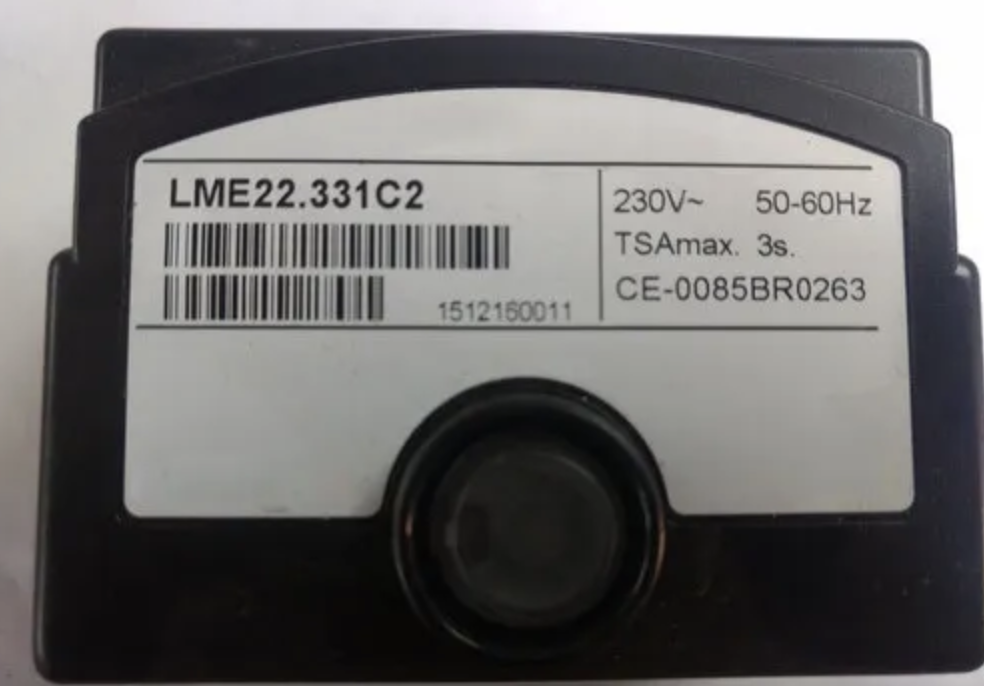 LME22.331C2
1512160011
230V~ 50-60Hz
TSAmax. 3s.
CE-0085BR0263